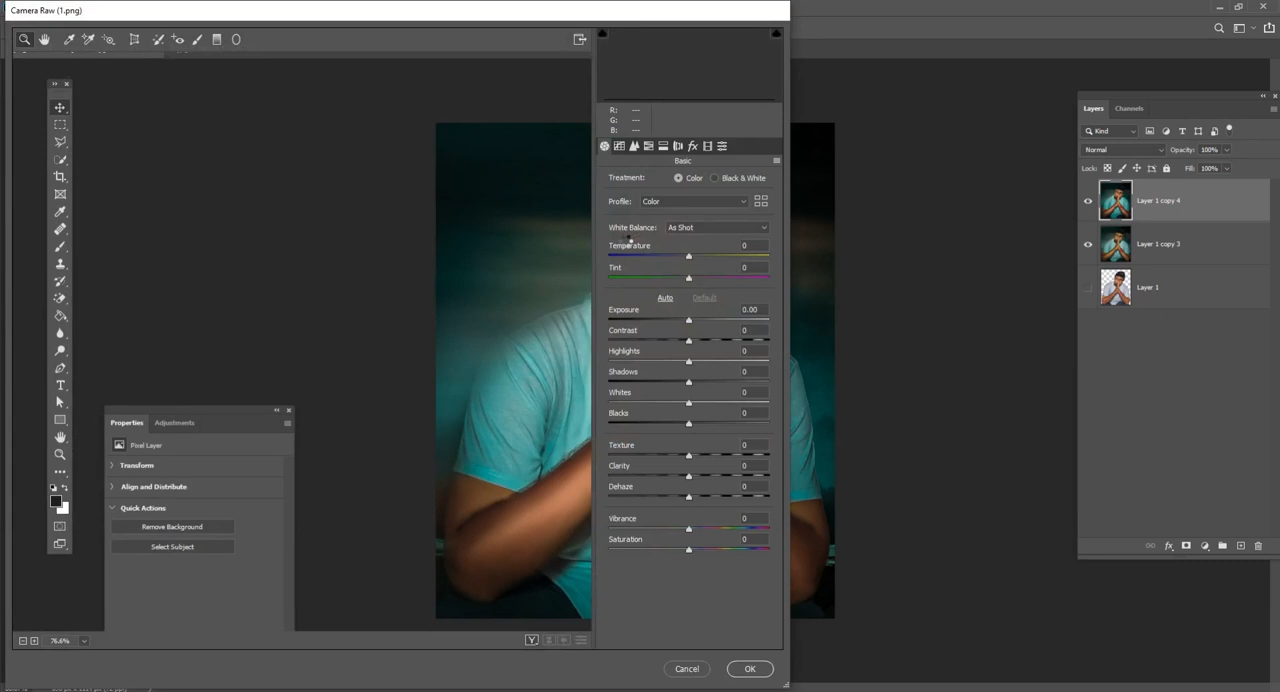 Camera Raw (1.png)
R: ---
G: ---
B: ---
Basic
Treatment: Color Black & White
Profile: Color
White Balance: As Shot
Temperature 0
Tint 0
Auto Default
Exposure 0.00
Contrast 0
Highlights 0
Shadows 0
Whites 0
Blacks 0
Texture 0
Clarity 0
Dehaze 0
Vibrance 0
Saturation 0
76.6%
Y
Cancel OK
Properties Adjustments
Pixel Layer
Transform
Align and Distribute
Quick Actions
Remove Background
Select Subject
Layers Channels
Kind
Normal Opacity: 100%
Lock: Fill: 100%
Layer 1 copy 4
Layer 1 copy 3
Layer 1
fx